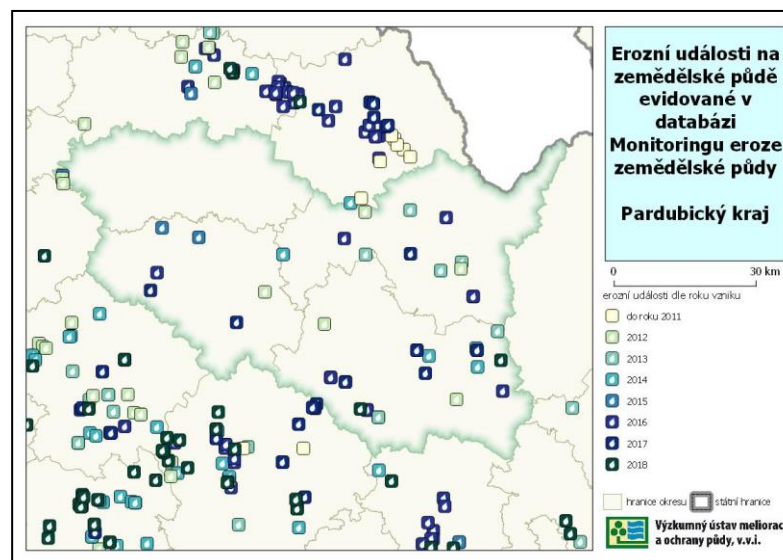 Erozní události na
zemědělské půdě
evidované v
databázi
Monitoringu eroze
zemědělské půdy
Pardubický kraj
0 30 km
erozní události dle roku vzniku
do roku 2011
2012
2013
2014
2015
2016
2017
2018
hranice okresu státní hranice
Výzkumný ústav meliorac
a ochrany půdy, v.v.i.